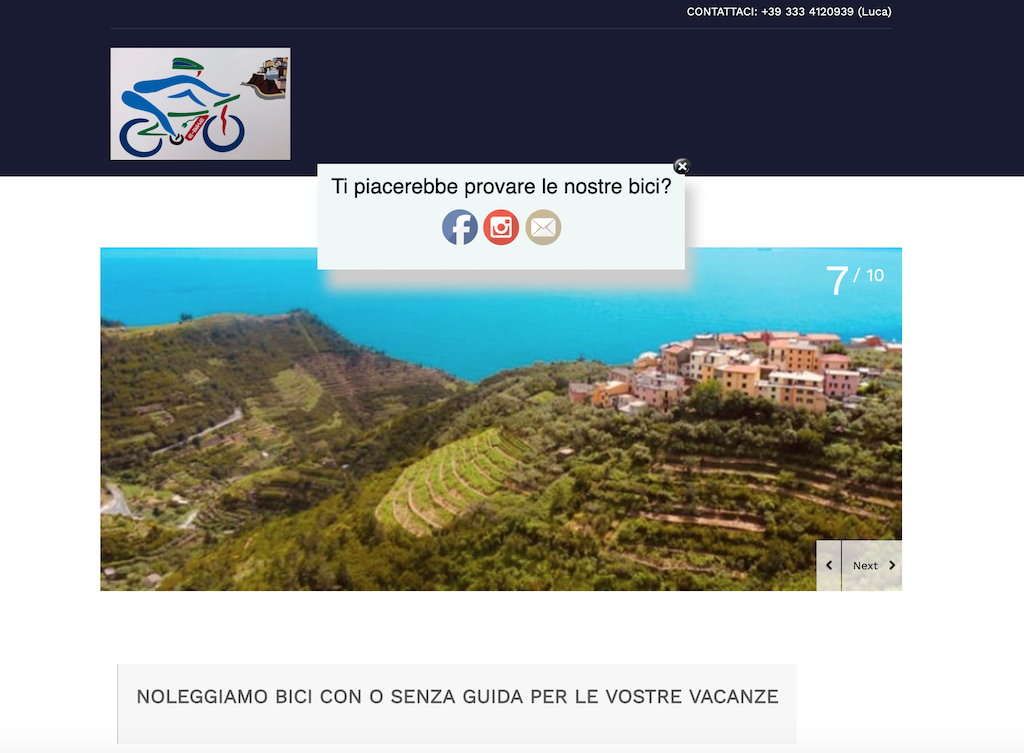 CONTATTACI: +39 333 4120939 (Luca)
Ti piacerebbe provare le nostre bici?
7 / 10
Next
NOLEGGIAMO BICI CON O SENZA GUIDA PER LE VOSTRE VACANZE